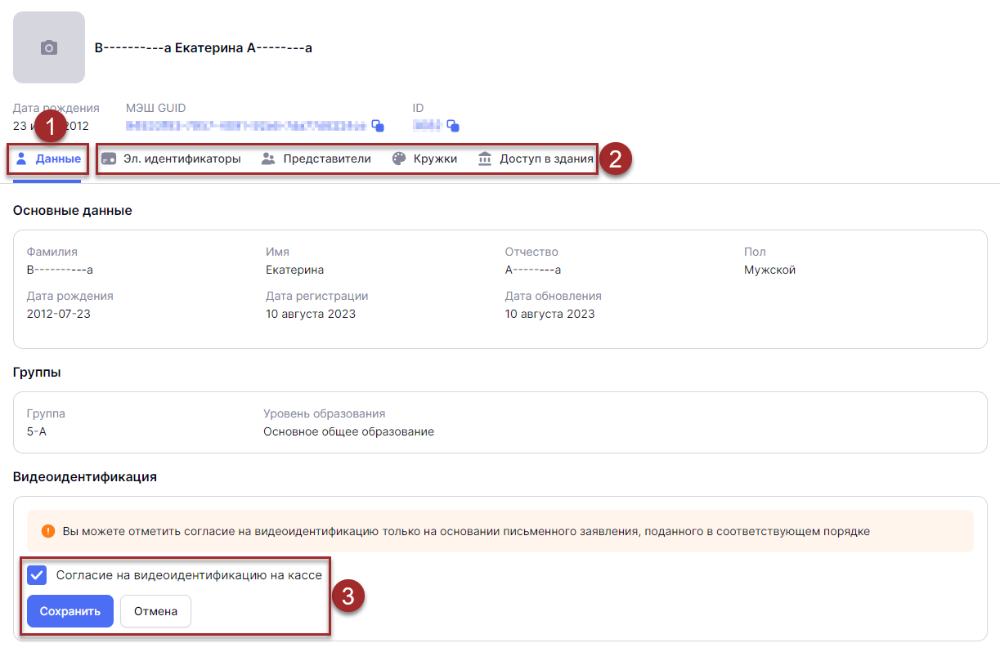 В----------а Екатерина А--------а
Дата рождения МЭШ GUID ID
23 2012
1
Данные Эл. идентификаторы Представители Кружки Доступ в здания
2
Основные данные
Фамилия Имя Отчество Пол
В----------а Екатерина А--------а Мужской
Дата рождения Дата регистрации Дата обновления
2012-07-23 10 августа 2023 10 августа 2023
Группы
Группа Уровень образования
5-А Основное общее образование
Видеоидентификация
Вы можете отметить согласие на видеоидентификацию только на основании письменного заявления, поданного в соответствующем порядке
Согласие на видеоидентификацию на кассе
3
Сохранить Отмена